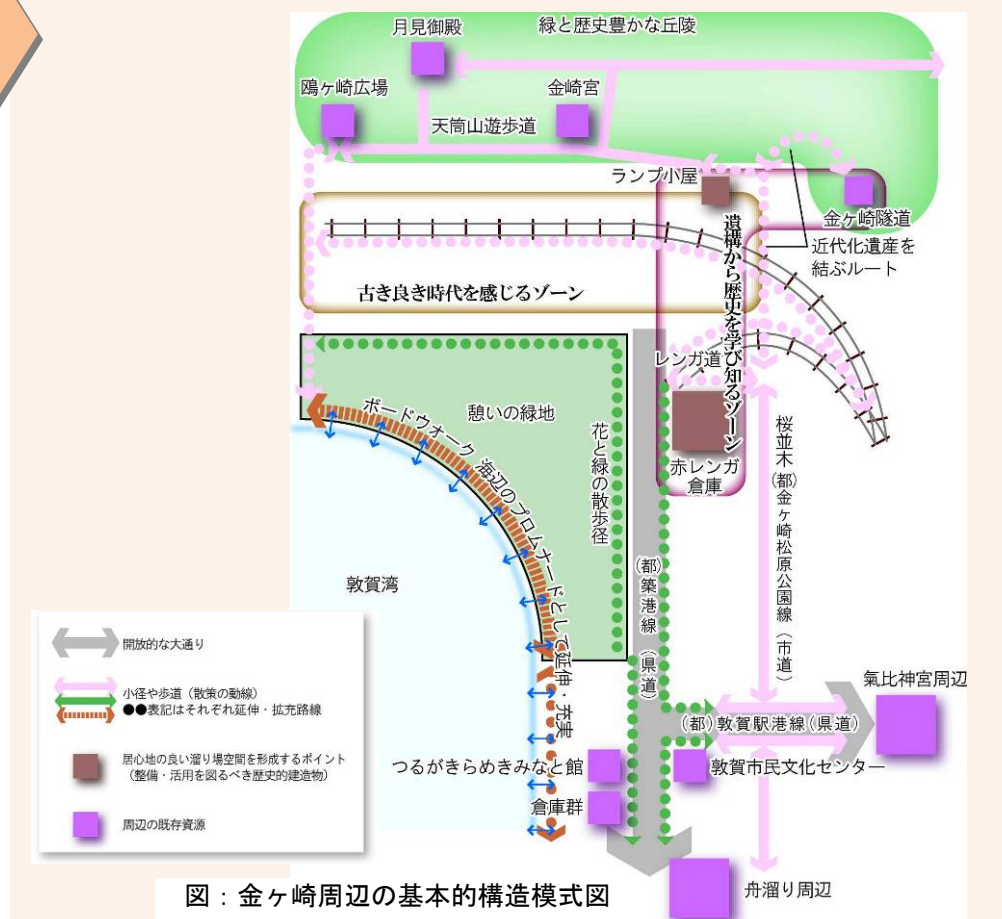 緑と歴史豊かな丘陵
月見御殿
鴎ヶ崎広場
金崎宮
天筒山遊歩道
ランプ小屋
金ヶ崎隧道
近代化遺産を
結ぶルート
遺構から歴史を学び知るゾーン
古き良き時代を感じるゾーン
レンガ道
憩いの緑地
ボードウォーク 海辺のプロムナードとして延伸・充実
花と緑の散歩径
赤レンガ
倉庫
桜並木(都)金ヶ崎松原公園線(市道)
(都)築港線(県道)
敦賀湾
開放的な大通り
小径や歩道(散策の動線)
●●表記はそれぞれ延伸・拡充路線
居心地の良い溜り場空間を形成するポイント
(整備・活用を図るべき歴史的建造物)
周辺の既存資源
氣比神宮周辺
(都)敦賀駅港線(県道)
つるがきらめきみなと館
敦賀市民文化センター
倉庫群
舟溜り周辺
図:金ヶ崎周辺の基本的構造模式図